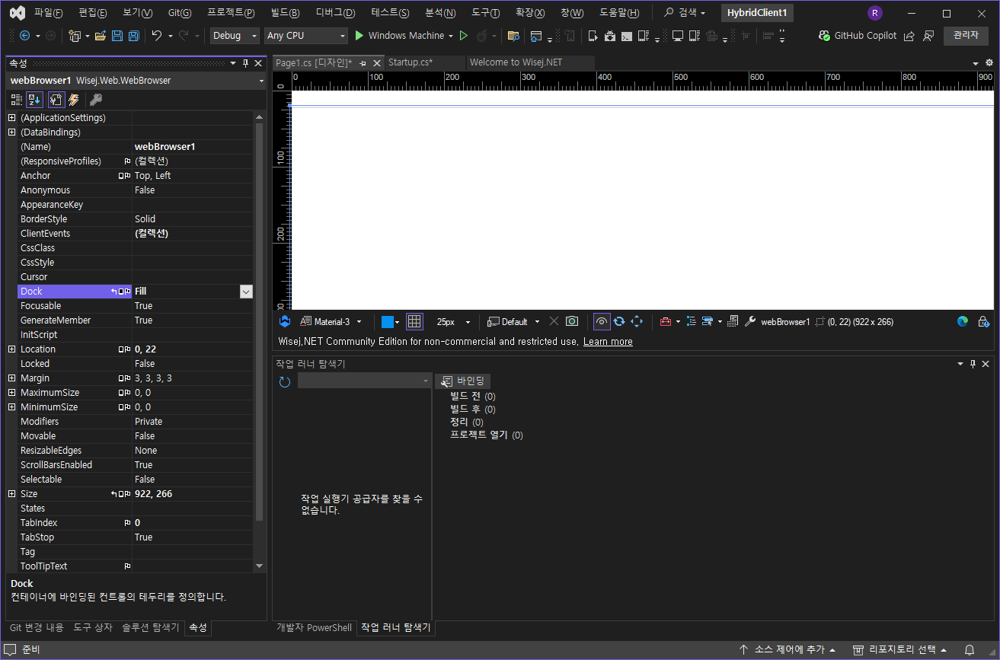 파일(F) 편집(E) 보기(V) Git(G) 프로젝트(P) 빌드(B) 디버그(D) 테스트(S) 분석(N) 도구(T) 확장(X) 창(W) 도움말(H) 검색 HybridClient1 R
Debug Any CPU Windows Machine GitHub Copilot 관리자
속성
webBrowser1 Wisej.Web.WebBrowser
(ApplicationSettings)
(DataBindings)
(Name) webBrowser1
(ResponsiveProfiles) (컬렉션)
Anchor Top, Left
Anonymous False
AppearanceKey
BorderStyle Solid
ClientEvents (컬렉션)
CssClass
CssStyle
Cursor
Dock Fill
Focusable True
GenerateMember True
InitScript
Location 0, 22
Locked False
Margin 3, 3, 3, 3
MaximumSize 0, 0
MinimumSize 0, 0
Modifiers Private
Movable False
ResizableEdges None
ScrollBarsEnabled True
Selectable False
Size 922, 266
States
TabIndex 0
TabStop True
Tag
ToolTipText
Dock
컨테이너에 바인딩된 컨트롤의 테두리를 정의합니다.
Git 변경 내용 도구 상자 솔루션 탐색기 속성
Page1.cs [디자인]* Startup.cs* Welcome to Wisej.NET
0 100 200 300 400 500 600 700 800 900
0
100
200
Material-3 25px Default webBrowser1 (0, 22) (922 x 266)
Wisej.NET Community Edition for non-commercial and restricted use. Learn more
작업 러너 탐색기
바인딩
빌드 전 (0)
빌드 후 (0)
정리 (0)
프로젝트 열기 (0)
작업 실행기 공급자를 찾을 수
없습니다.
개발자 PowerShell 작업 러너 탐색기
준비 소스 제어에 추가 리포지토리 선택